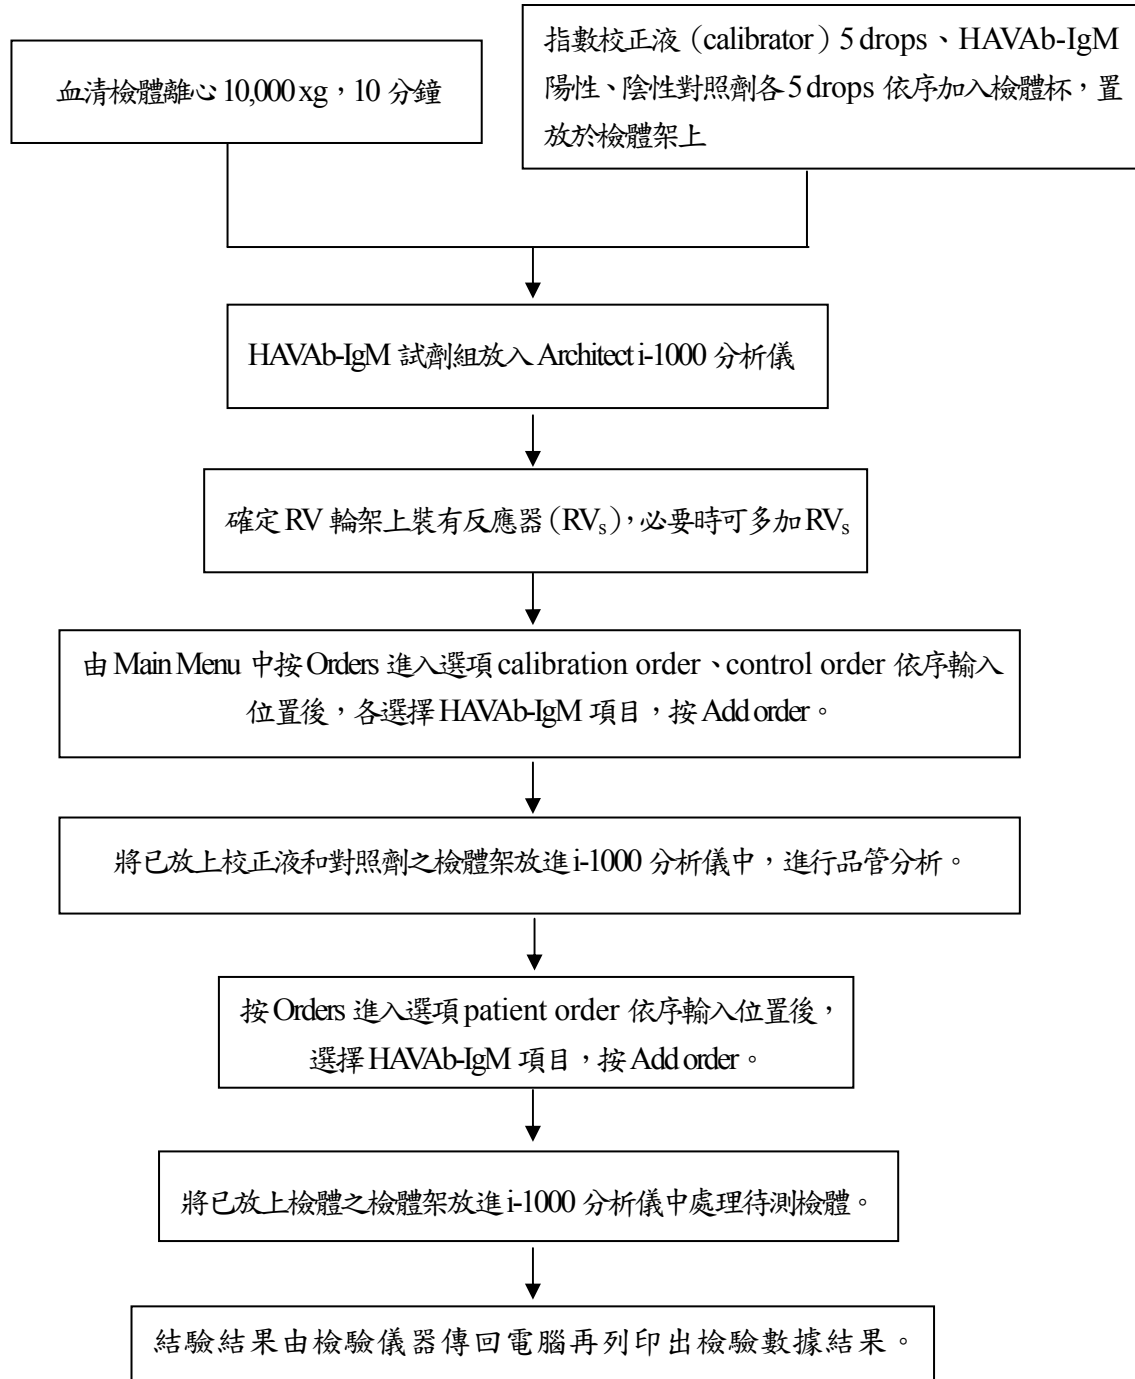 血清檢體離心 10,000 xg，10 分鐘
指數校正液（calibrator）5 drops、HAVAb-IgM
陽性、陰性對照劑各 5 drops 依序加入檢體杯，置
放於檢體架上
HAVAb-IgM 試劑組放入 Architect i-1000 分析儀
確定 RV 輪架上裝有反應器（RVs），必要時可多加 RVs
由 Main Menu 中按 Orders 進入選項 calibration order、control order 依序輸入
位置後，各選擇 HAVAb-IgM 項目，按 Add order。
將已放上校正液和對照劑之檢體架放進 i-1000 分析儀中，進行品管分析。
按 Orders 進入選項 patient order 依序輸入位置後，
選擇 HAVAb-IgM 項目，按 Add order。
將已放上檢體之檢體架放進 i-1000 分析儀中處理待測檢體。
結驗結果由檢驗儀器傳回電腦再列印出檢驗數據結果。